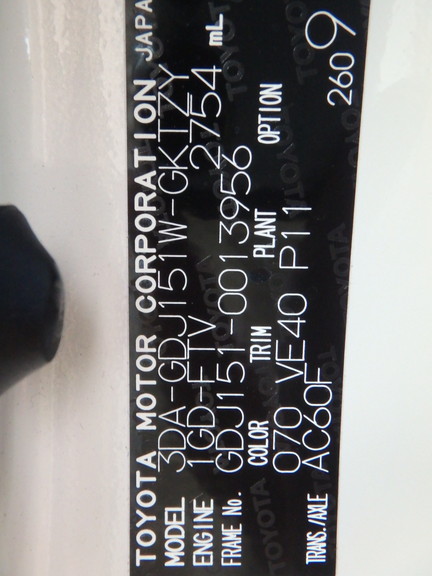 TOYOTA MOTOR CORPORATION JAPA
MODEL 3DA-GDJ151W-GKTZY
ENGINE 1GD-FTV 2754 mL
FRAME No. GDJ151-0013956
COLOR TRIM PLANT OPTION
070 VE40 P11
TRANS./AXLE AC60F 2609